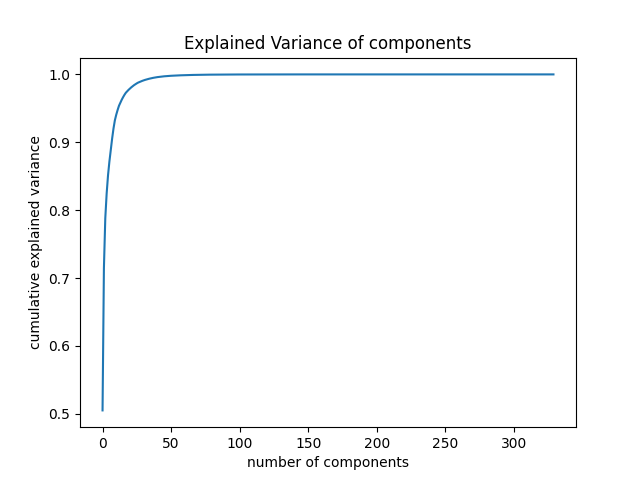 Explained Variance of components
cumulative explained variance
1.0
0.9
0.8
0.7
0.6
0.5
0 50 100 150 200 250 300
number of components